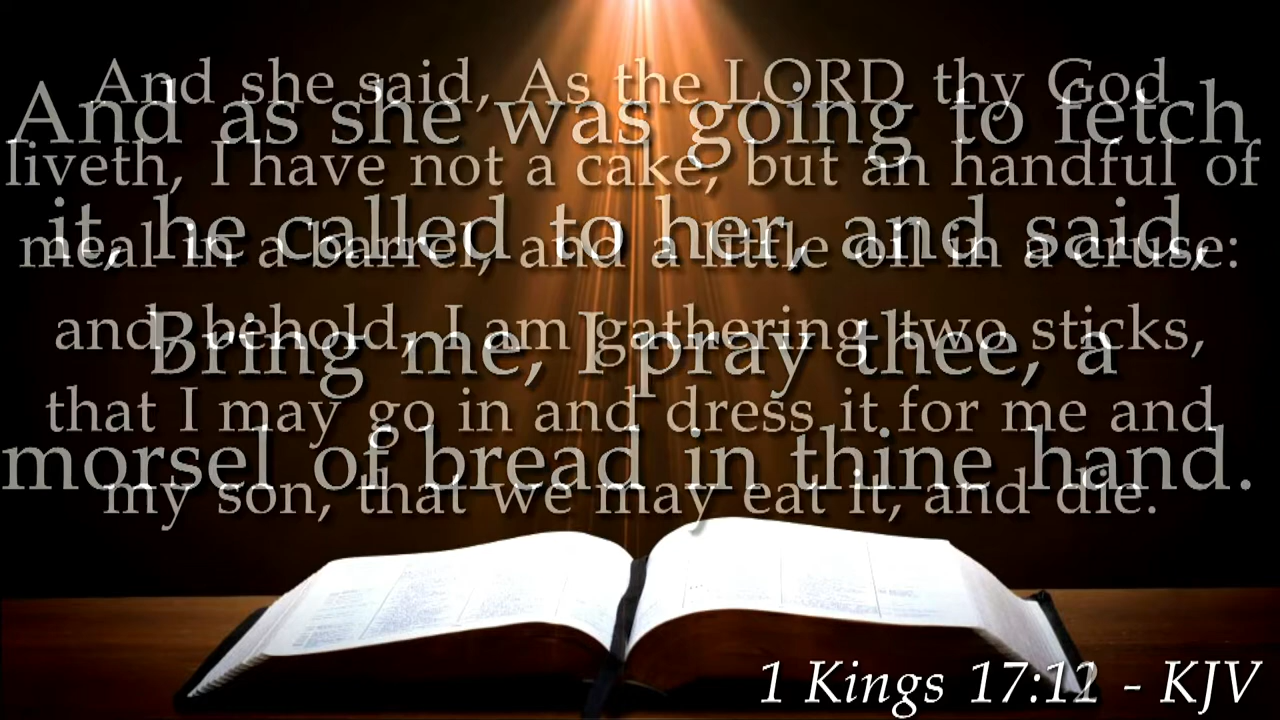 And she said, As the LORD thy God
liveth, I have not a cake, but an handful of
meal in a barrel, and a little oil in a cruse:
and, behold, I am gathering two sticks,
that I may go in and dress it for me and
my son, that we may eat it, and die.
And as she was going to fetch
it, he called to her, and said,
Bring me, I pray thee, a
morsel of bread in thine hand.
1 Kings 17:12 - KJV